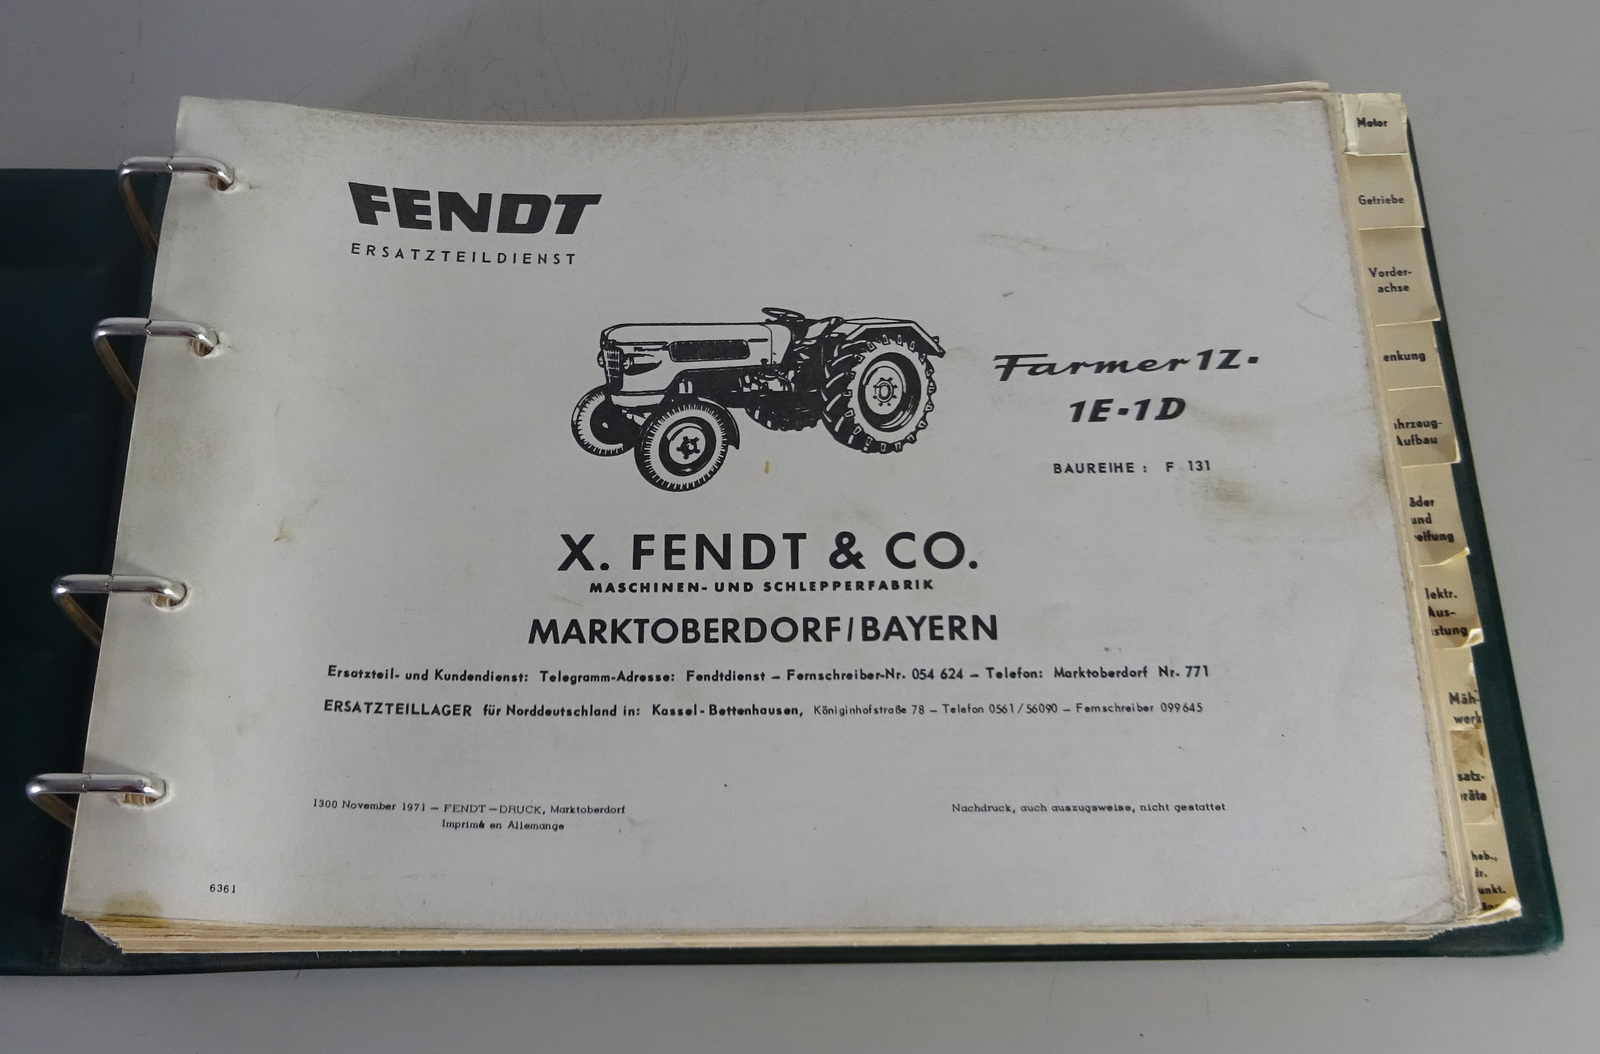 FENDT
ERSATZTEILDIENST
Farmer 1Z·
1E·1D
BAUREIHE : F 131
X. FENDT & CO.
MASCHINEN- UND SCHLEPPERFABRIK
MARKTOBERDORF/BAYERN
Ersatzteil- und Kundendienst: Telegramm-Adresse: Fendtdienst – Fernschreiber-Nr. 054 624 – Telefon: Marktoberdorf Nr. 771
ERSATZTEILLAGER für Norddeutschland in: Kassel-Bettenhausen, Königinhofstraße 78 – Telefon 0561/56090 – Fernschreiber 099645
1300 November 1971 – FENDT–DRUCK, Marktoberdorf
Imprimé en Allemange
Nachdruck, auch auszugsweise, nicht gestattet
6361
Motor
Getriebe
Vorder-
achse
enkung
hrzeug-
Aufbau
äder
und
eifung
lektr.
Aus-
stung
Mäh-
werk
satz-
räte
heb.,
dr.
unkt.